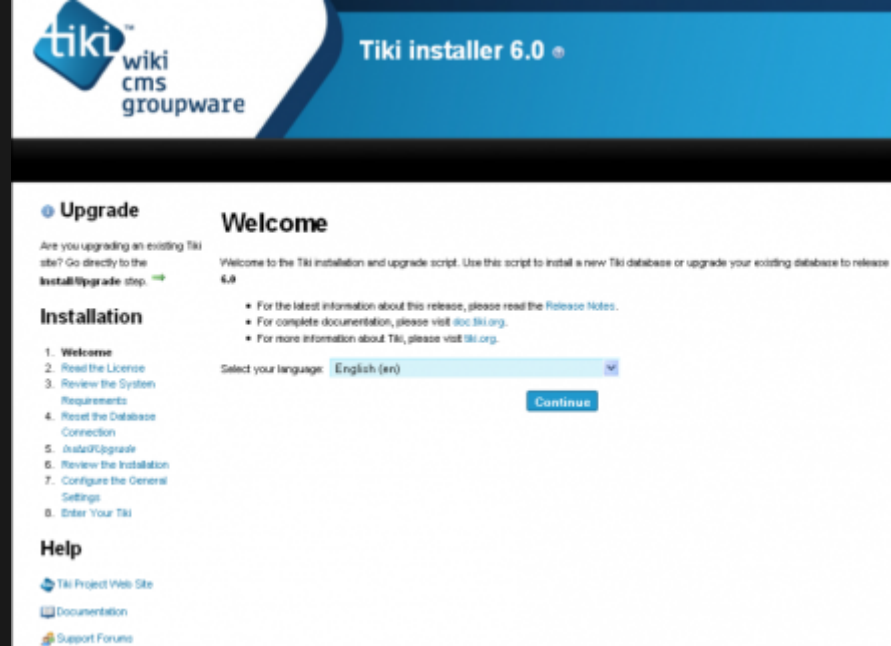 tiki™
wiki
cms
groupware
Tiki installer 6.0
Upgrade
Are you upgrading an existing Tiki
site? Go directly to the
Install/Upgrade step.
Installation
1. Welcome
2. Read the License
3. Review the System
Requirements
4. Reset the Database
Connection
5. Install/Upgrade
6. Review the Installation
7. Configure the General
Settings
8. Enter Your Tiki
Help
Tiki Project Web Site
Documentation
Support Forums
Welcome
Welcome to the Tiki installation and upgrade script. Use this script to install a new Tiki database or upgrade your existing database to release
6.0
• For the latest information about this release, please read the Release Notes.
• For complete documentation, please visit doc.tiki.org.
• For more information about Tiki, please visit tiki.org.
Select your language: English (en)
Continue